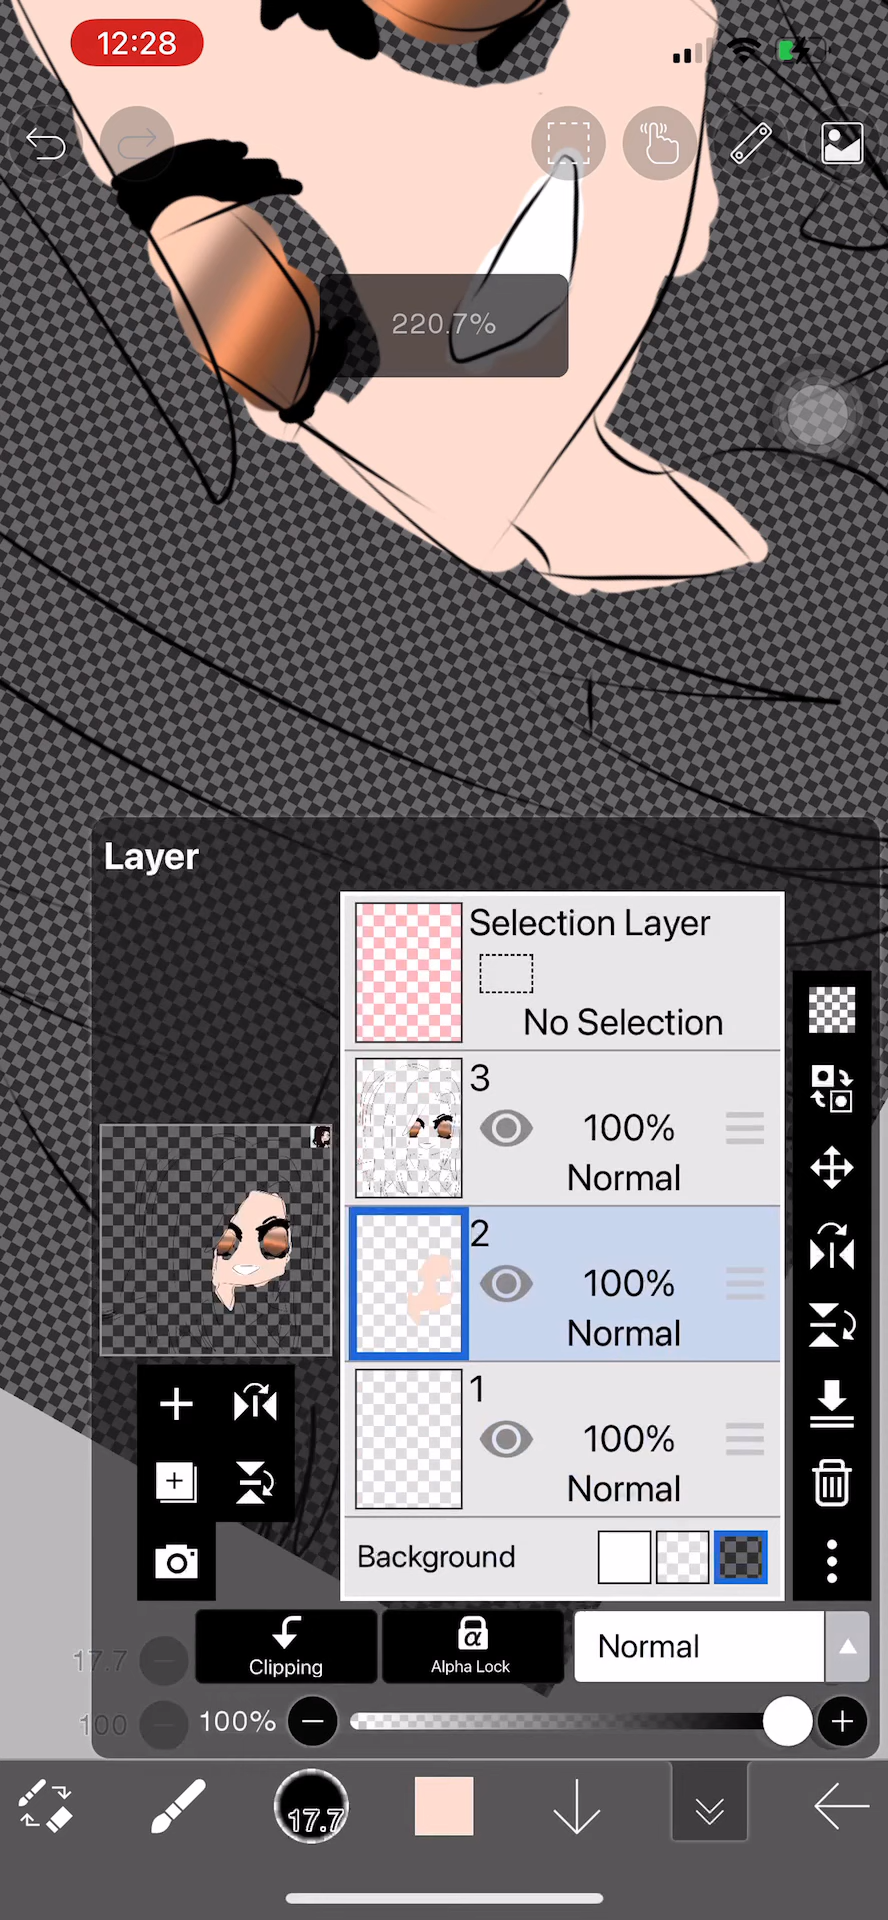 12:28
220.7%
Layer
Selection Layer
No Selection
3
100%
Normal
2
100%
Normal
1
100%
Normal
Background
Clipping
α
Alpha Lock
Normal
17.7
100
100%
17.7